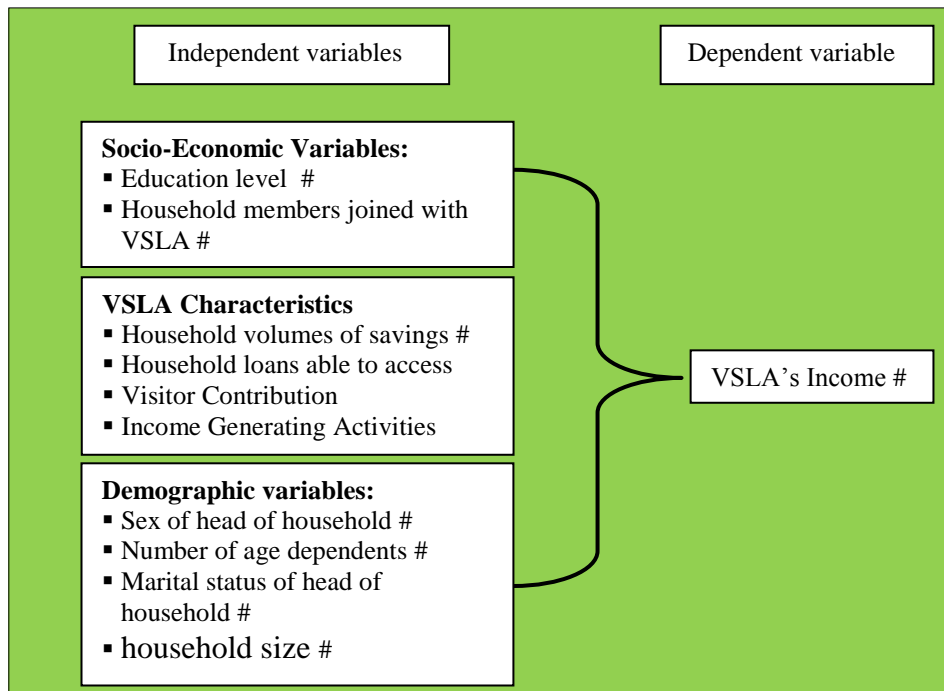 Independent variables
Dependent variable
Socio-Economic Variables:
▪ Education level #
▪ Household members joined with
VSLA #
VSLA Characteristics
▪ Household volumes of savings #
▪ Household loans able to access
▪ Visitor Contribution
▪ Income Generating Activities
VSLA’s Income #
Demographic variables:
▪ Sex of head of household #
▪ Number of age dependents #
▪ Marital status of head of
household #
▪ household size #